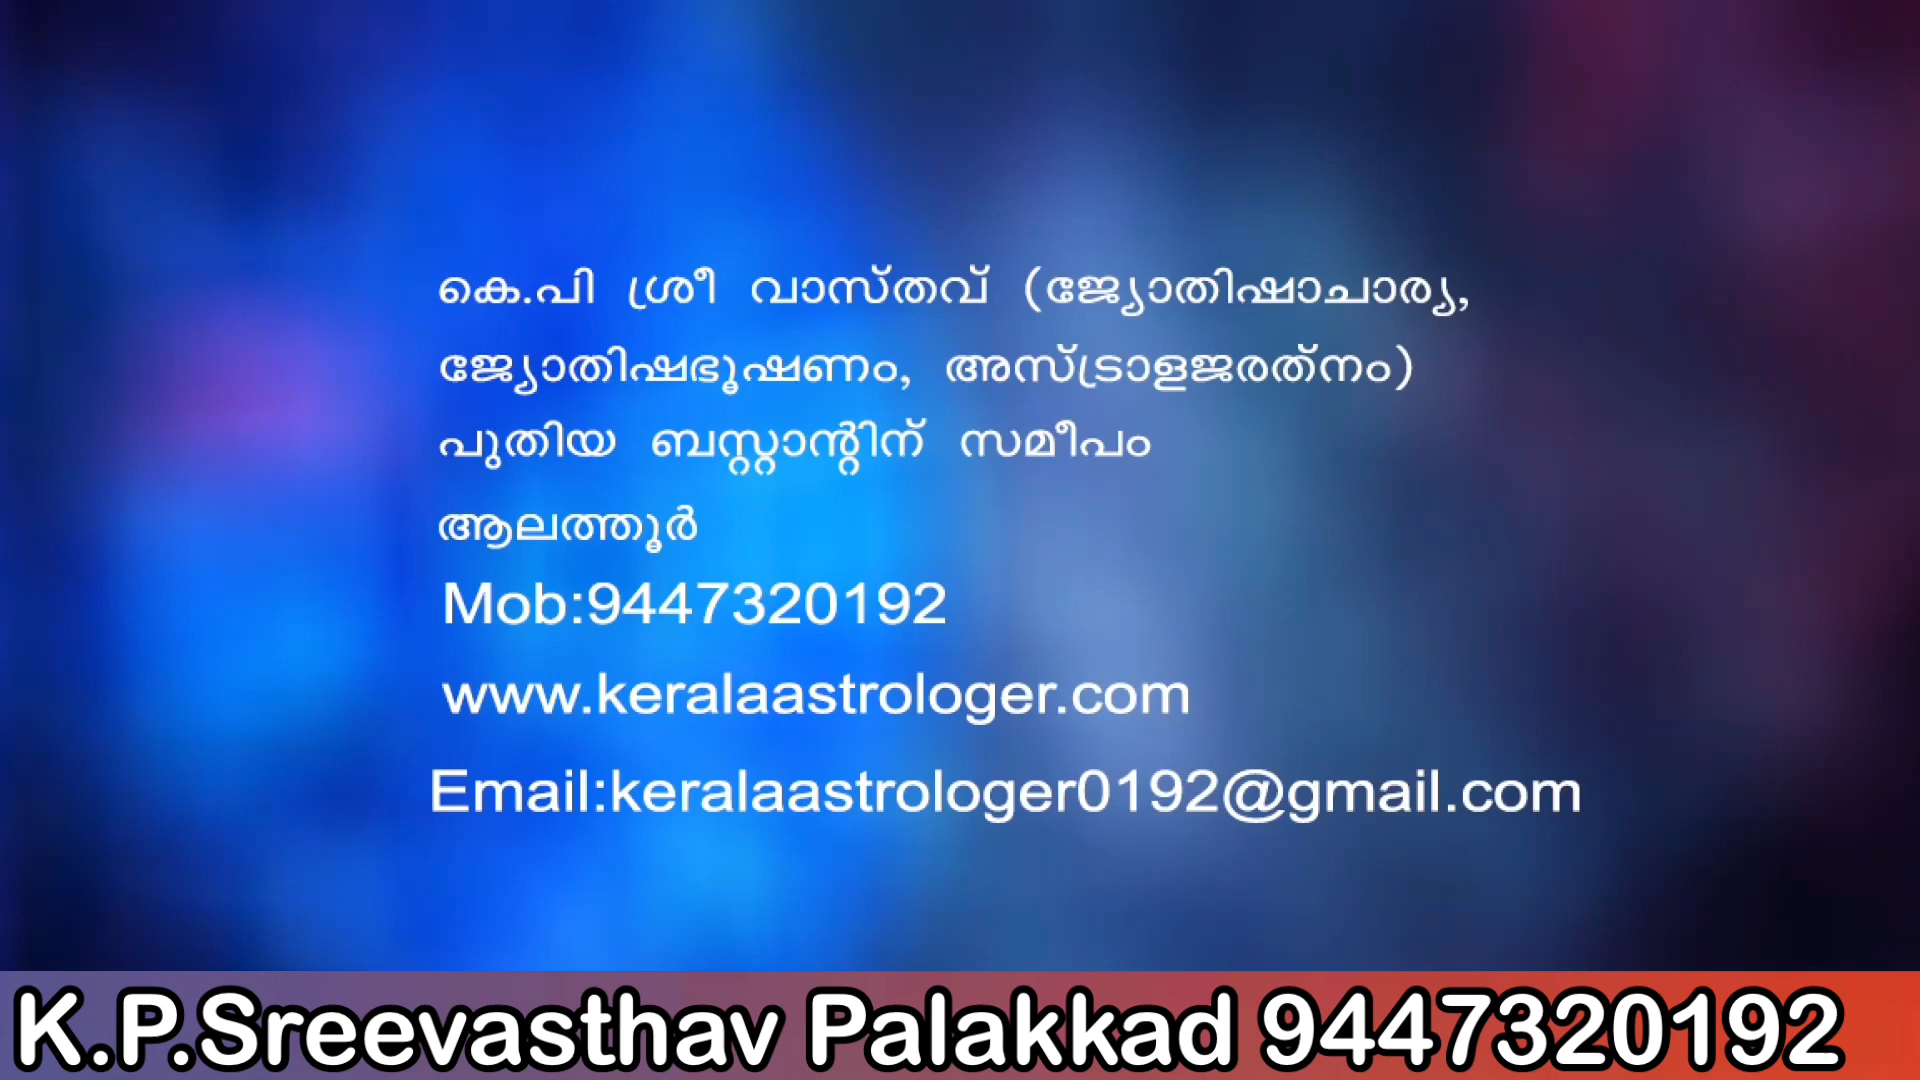 കെ.പി ശ്രീ വാസ്തവ് (ജ്യോതിഷാചാര്യ,
ജ്യോതിഷഭൂഷണം, അസ്ട്രാളജരത്നം)
പുതിയ ബസ്റ്റാന്റിന് സമീപം
ആലത്തൂർ
Mob:9447320192
www.keralaastrologer.com
Email:keralaastrologer0192@gmail.com
K.P.Sreevasthav Palakkad 9447320192